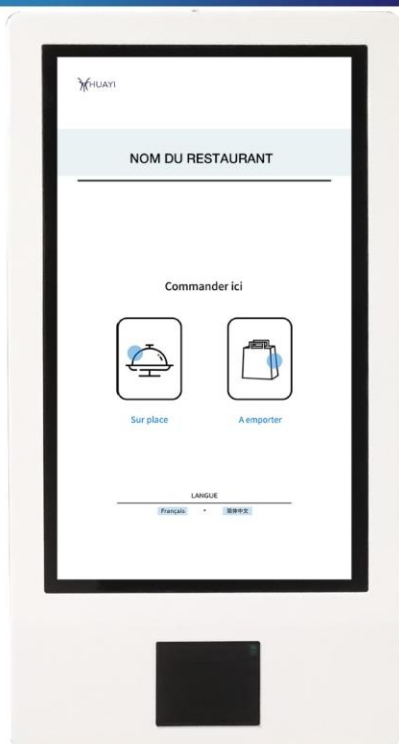 HUAYI
NOM DU RESTAURANT
Commander ici
Sur place A emporter
LANGUE
Français • 简体中文